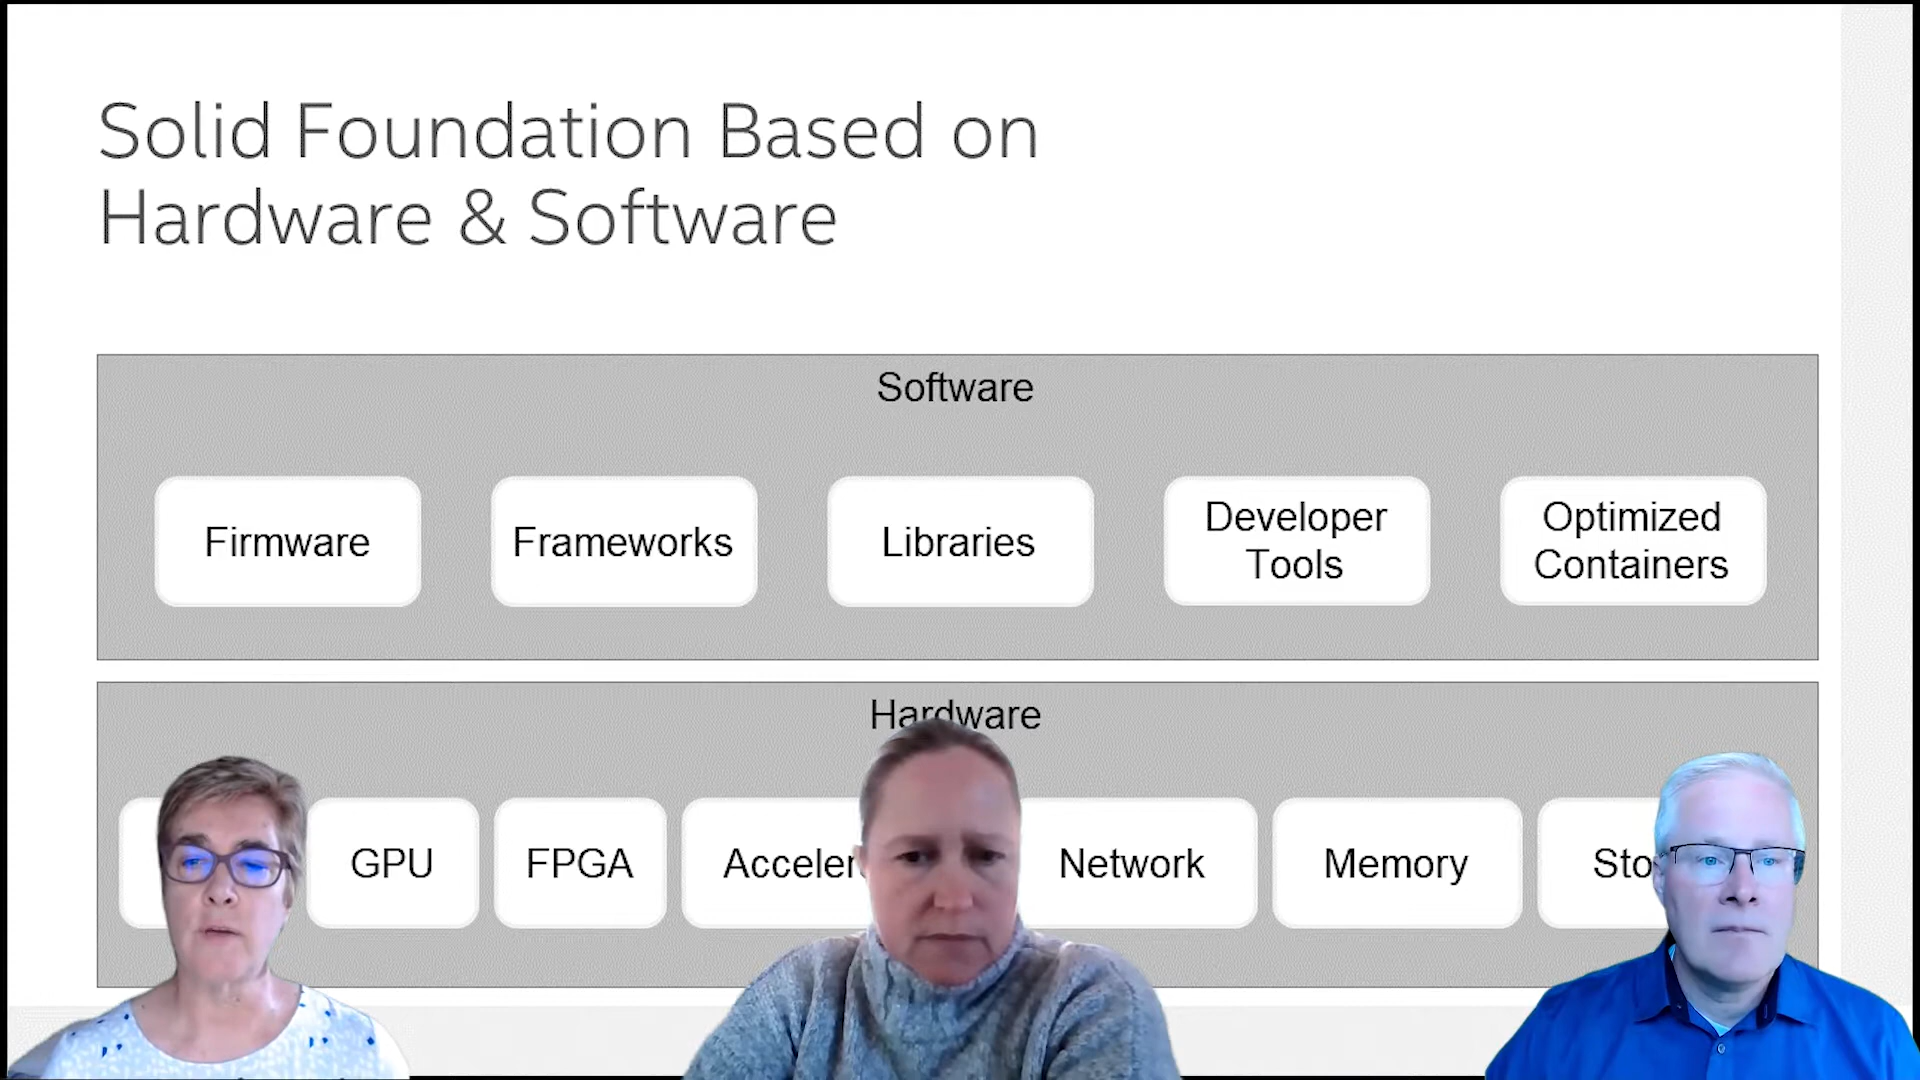 Solid Foundation Based on
Hardware & Software
Software
Firmware
Frameworks
Libraries
Developer
Tools
Optimized
Containers
Hardware
GPU
FPGA
Network
Memory